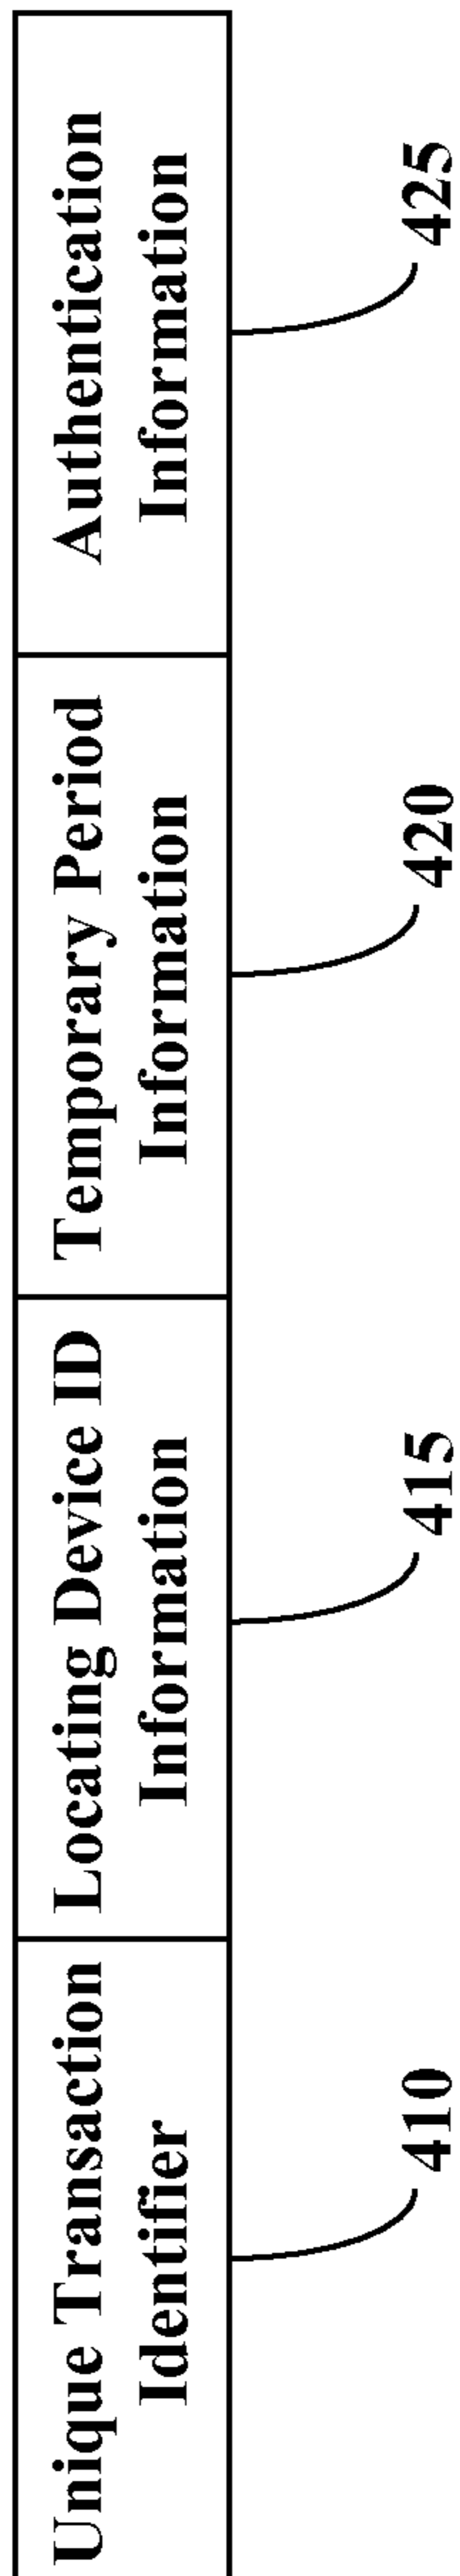 Unique Transaction
Identifier
Locating Device ID
Information
Temporary Period
Information
Authentication
Information
410
415
420
425